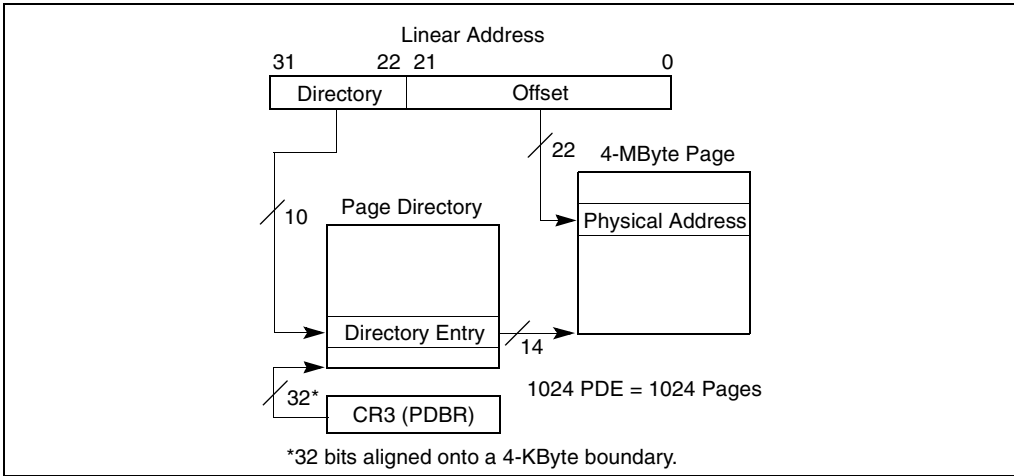 Linear Address
31 22 21 0
Directory Offset
22
4-MByte Page
10
Page Directory
Physical Address
Directory Entry
14
32*
1024 PDE = 1024 Pages
CR3 (PDBR)
*32 bits aligned onto a 4-KByte boundary.